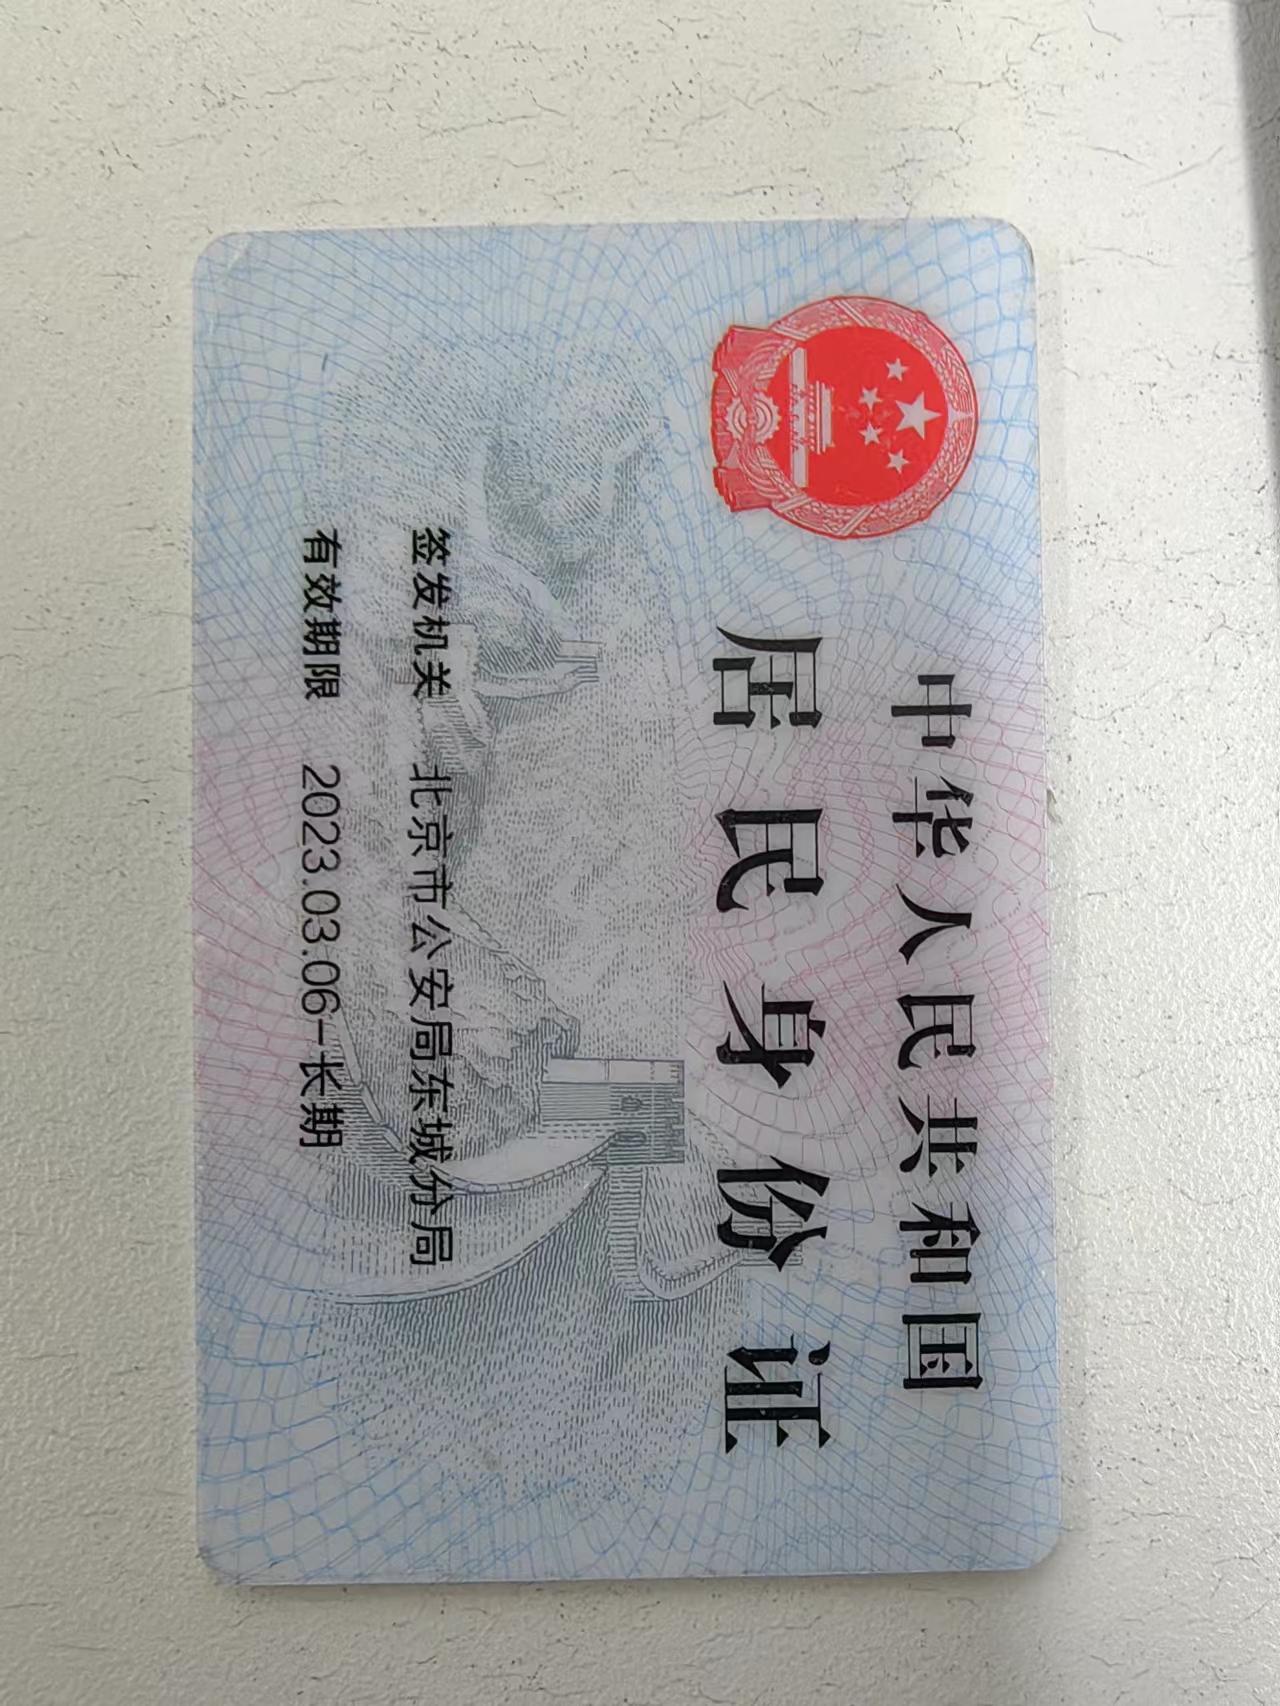 中华人民共和国
居民身份证
签发机关 北京市公安局东城分局
有效期限 2023.03.06-长期